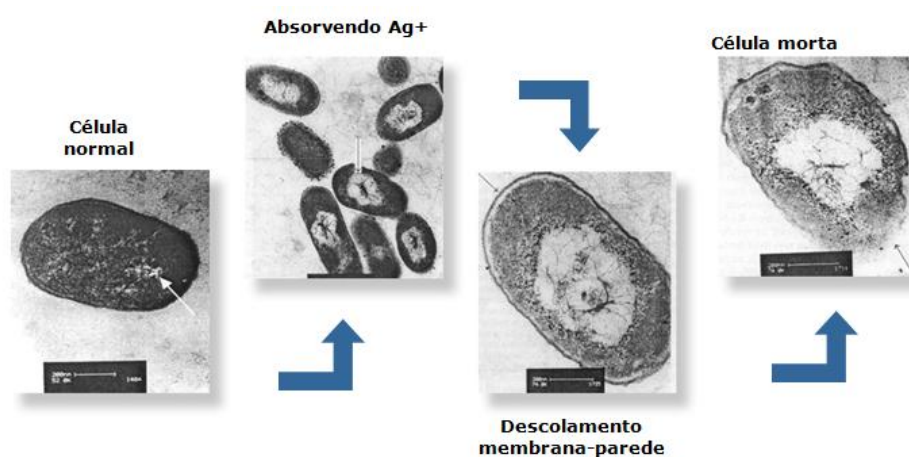 Absorvendo Ag+
Célula morta
Célula
normal
Descolamento
membrana-parede